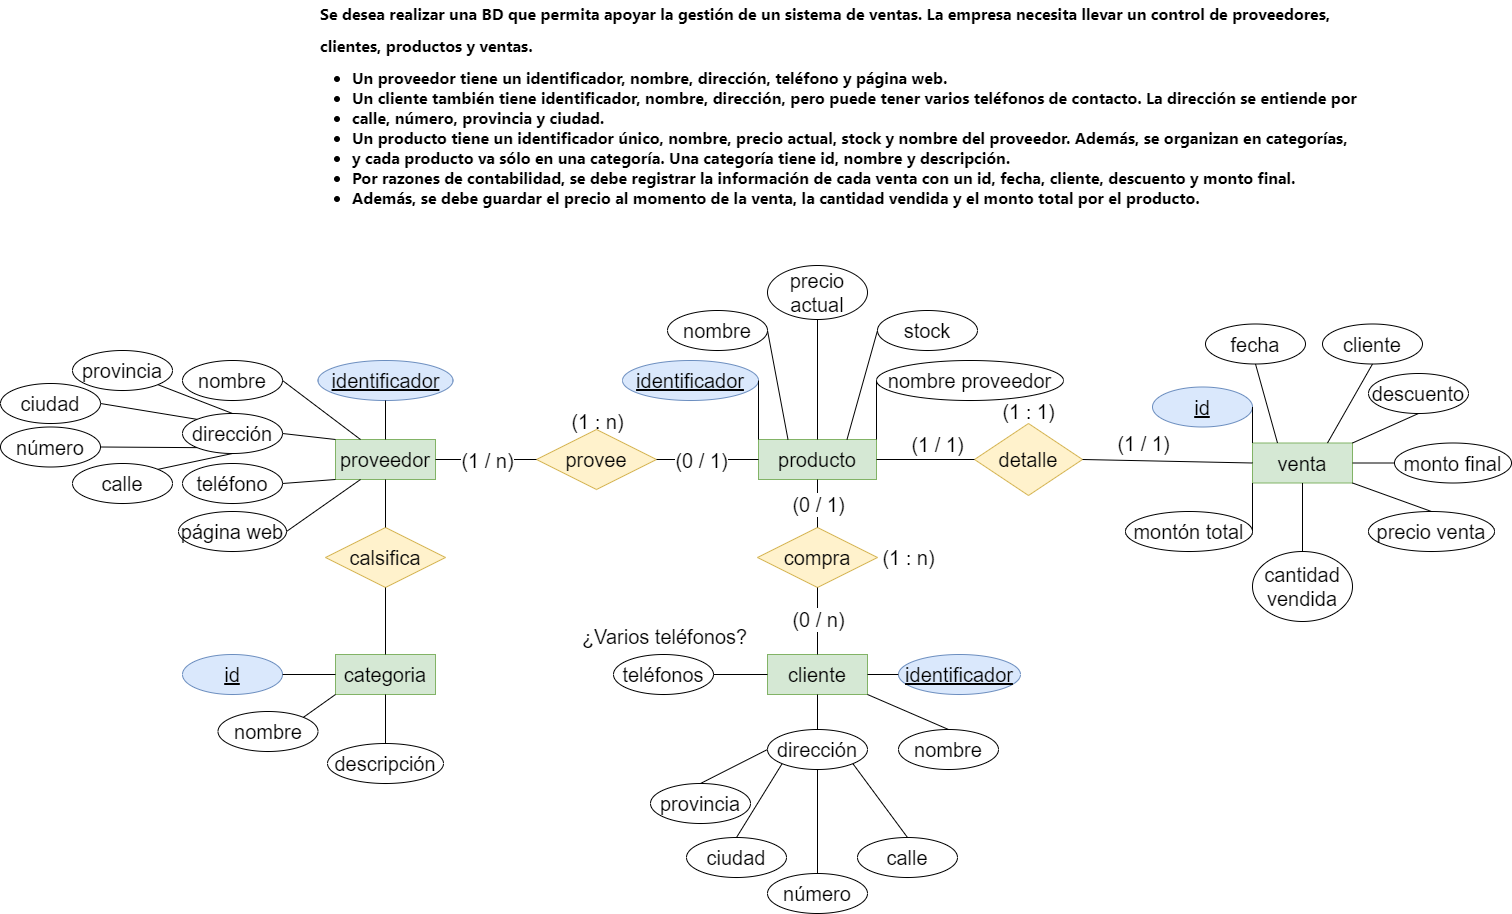 Se desea realizar una BD que permita apoyar la gestión de un sistema de ventas. La empresa necesita llevar un control de proveedores,
clientes, productos y ventas.
• Un proveedor tiene un identificador, nombre, dirección, teléfono y página web.
• Un cliente también tiene identificador, nombre, dirección, pero puede tener varios teléfonos de contacto. La dirección se entiende por
• calle, número, provincia y ciudad.
• Un producto tiene un identificador único, nombre, precio actual, stock y nombre del proveedor. Además, se organizan en categorías,
• y cada producto va sólo en una categoría. Una categoría tiene id, nombre y descripción.
• Por razones de contabilidad, se debe registrar la información de cada venta con un id, fecha, cliente, descuento y monto final.
• Además, se debe guardar el precio al momento de la venta, la cantidad vendida y el monto total por el producto.
provincia
nombre
identificador
ciudad
dirección
número
calle
teléfono
página web
proveedor
(1 / n)
(1 : n)
provee
(0 / 1)
precio
actual
nombre
stock
identificador
nombre proveedor
producto
(1 / 1)
(1 : 1)
detalle
(1 / 1)
fecha
cliente
descuento
id
venta
monto final
montón total
precio venta
cantidad
vendida
calsifica
id
categoria
nombre
descripción
(0 / 1)
compra
(1 : n)
(0 / n)
¿Varios teléfonos?
teléfonos
cliente
identificador
dirección
nombre
provincia
ciudad
calle
número